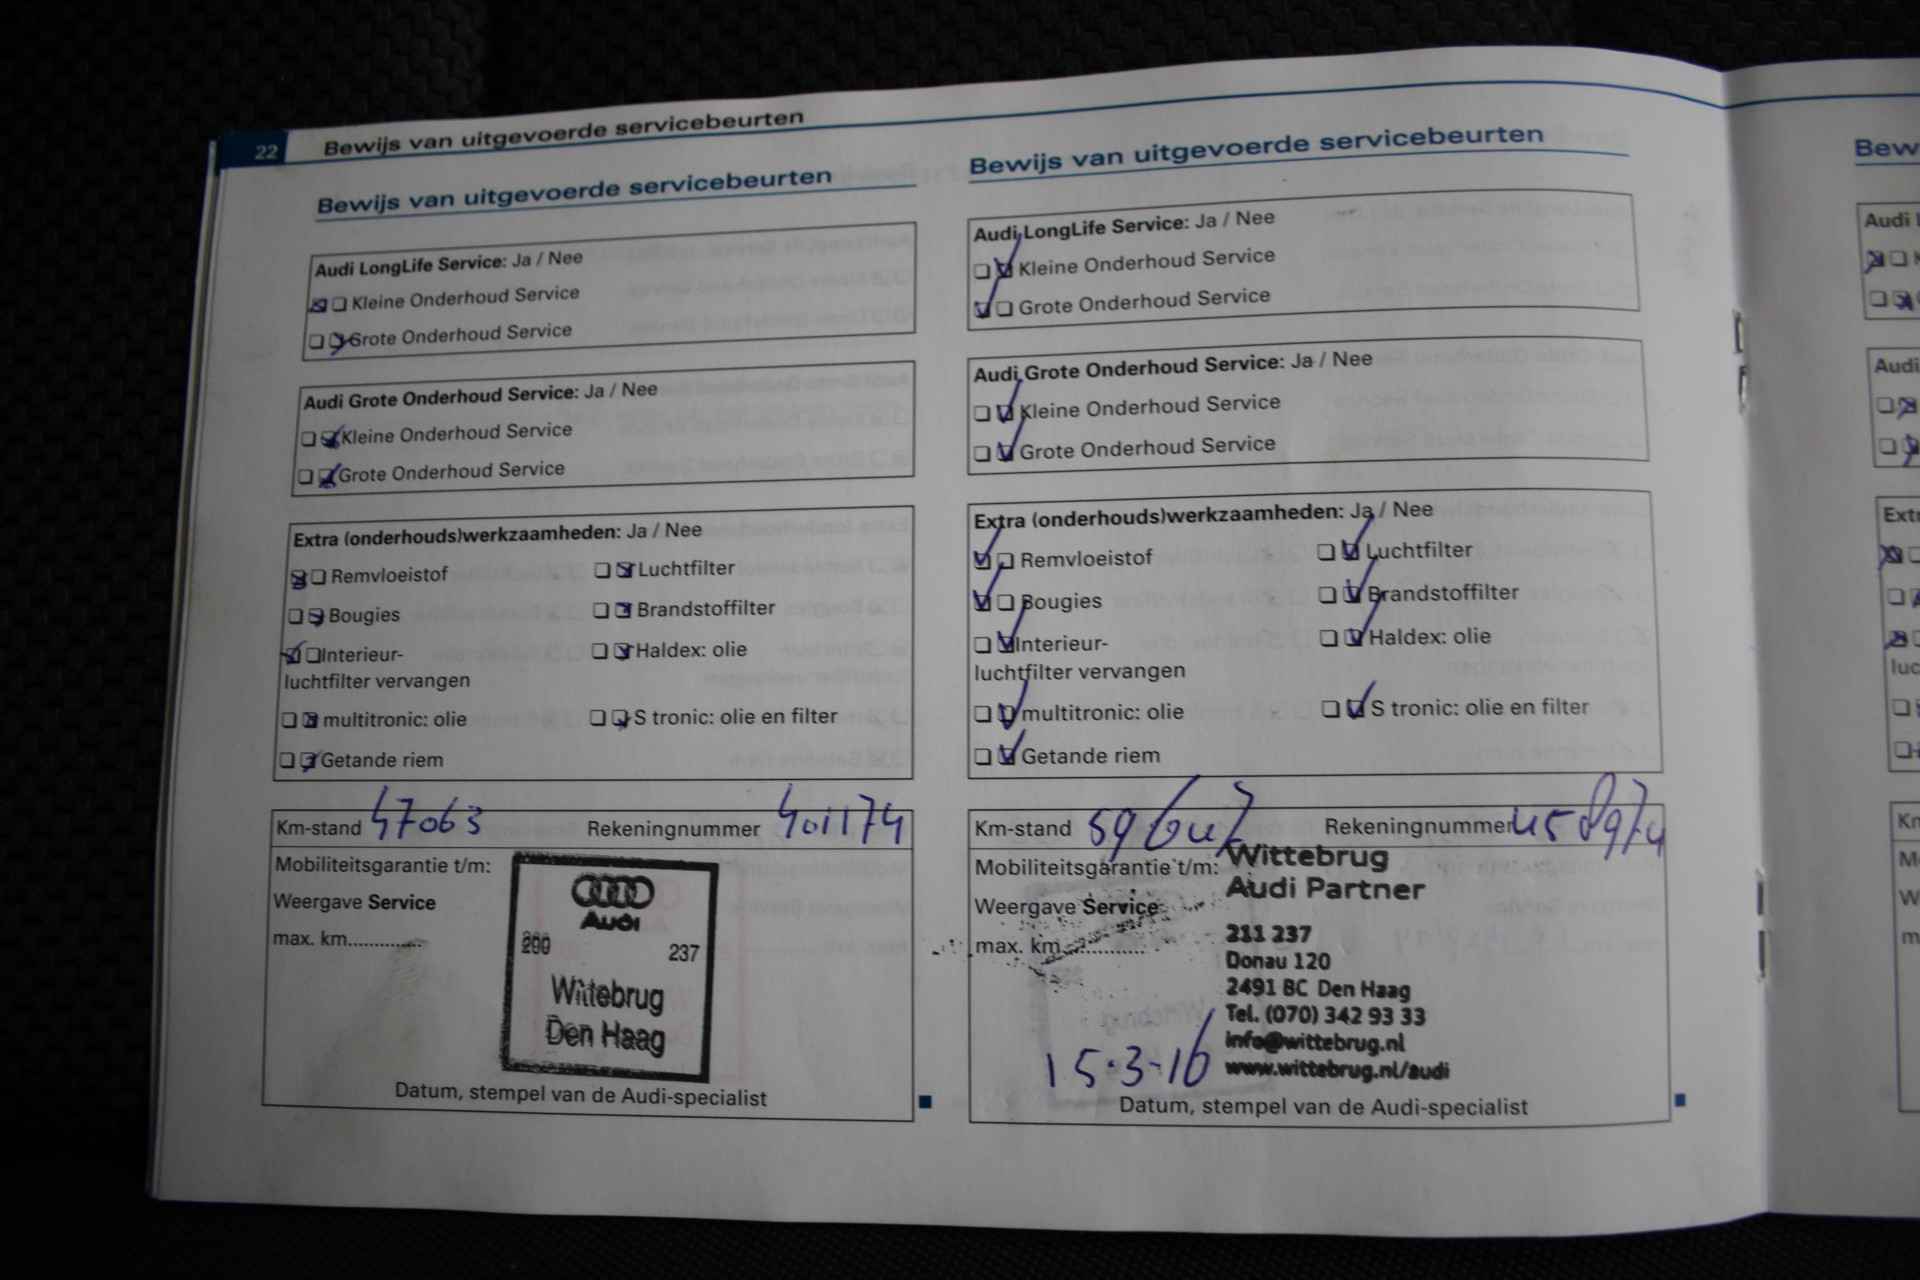 22
Bewijs van uitgevoerde servicebeurten
Bewijs van uitgevoerde servicebeurten
Audi LongLife Service: Ja / Nee
Kleine Onderhoud Service
Grote Onderhoud Service
Audi Grote Onderhoud Service: Ja / Nee
Kleine Onderhoud Service
Grote Onderhoud Service
Extra (onderhouds)werkzaamheden: Ja / Nee
Remvloeistof
Luchtfilter
Bougies
Brandstoffilter
Interieur-
luchtfilter vervangen
Haldex: olie
multitronic: olie
S tronic: olie en filter
Getande riem
Km-stand 47063
Rekeningnummer 401174
Mobiliteitsgarantie t/m:
Weergave Service
max. km..............
Audi
237
Wittebrug
Den Haag
Datum, stempel van de Audi-specialist
Bewijs van uitgevoerde servicebeurten
Audi LongLife Service: Ja / Nee
Kleine Onderhoud Service
Grote Onderhoud Service
Audi Grote Onderhoud Service: Ja / Nee
Kleine Onderhoud Service
Grote Onderhoud Service
Extra (onderhouds)werkzaamheden: Ja / Nee
Remvloeistof
Luchtfilter
Bougies
Brandstoffilter
Interieur-
luchtfilter vervangen
Haldex: olie
multitronic: olie
S tronic: olie en filter
Getande riem
Km-stand
Rekeningnummer
Mobiliteitsgarantie t/m:
Weergave Service
max. km..............
Wittebrug
Audi Partner
211 237
Donau 120
2491 BC Den Haag
Tel. (070) 342 93 33
info@wittebrug.nl
www.wittebrug.nl/audi
15-3-16
Datum, stempel van de Audi-specialist
Bew
Audi
Audi
Extr
luc